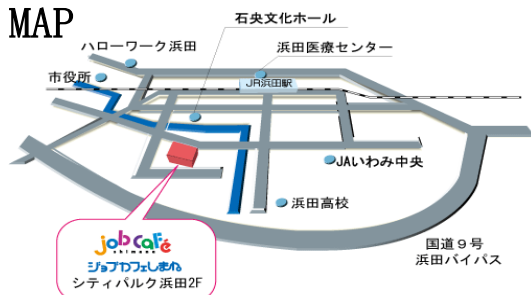 MAP
石央文化ホール
ハローワーク浜田
浜田医療センター
市役所
JR浜田駅
JAいわみ中央
浜田高校
国道９号
浜田バイパス
job café
shimane
ジョブカフェしまね
シティパルク浜田2F